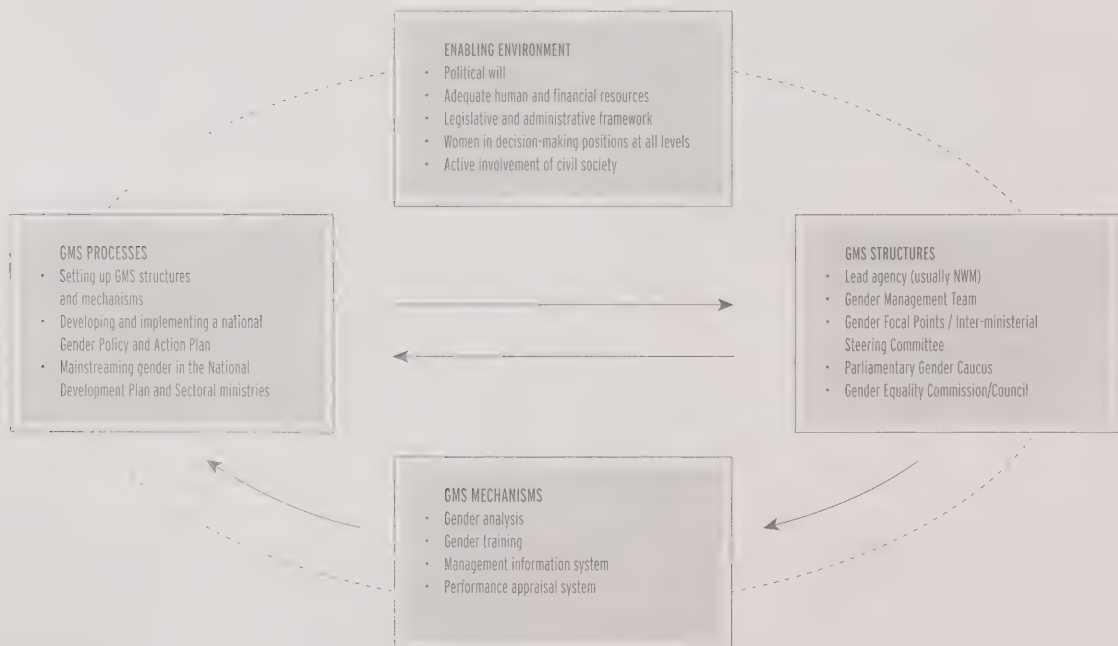 ENABLING ENVIRONMENT
• Political will
• Adequate human and financial resources
• Legislative and administrative framework
• Women in decision-making positions at all levels
• Active involvement of civil society
GMS PROCESSES
• Setting up GMS structures
and mechanisms
• Developing and implementing a national
Gender Policy and Action Plan
• Mainstreaming gender in the National
Development Plan and Sectoral ministries
GMS STRUCTURES
• Lead agency (usually NWM)
• Gender Management Team
• Gender Focal Points / Inter-ministerial
Steering Committee
• Parliamentary Gender Caucus
• Gender Equality Commission/Council
GMS MECHANISMS
• Gender analysis
• Gender training
• Management information system
• Performance appraisal system